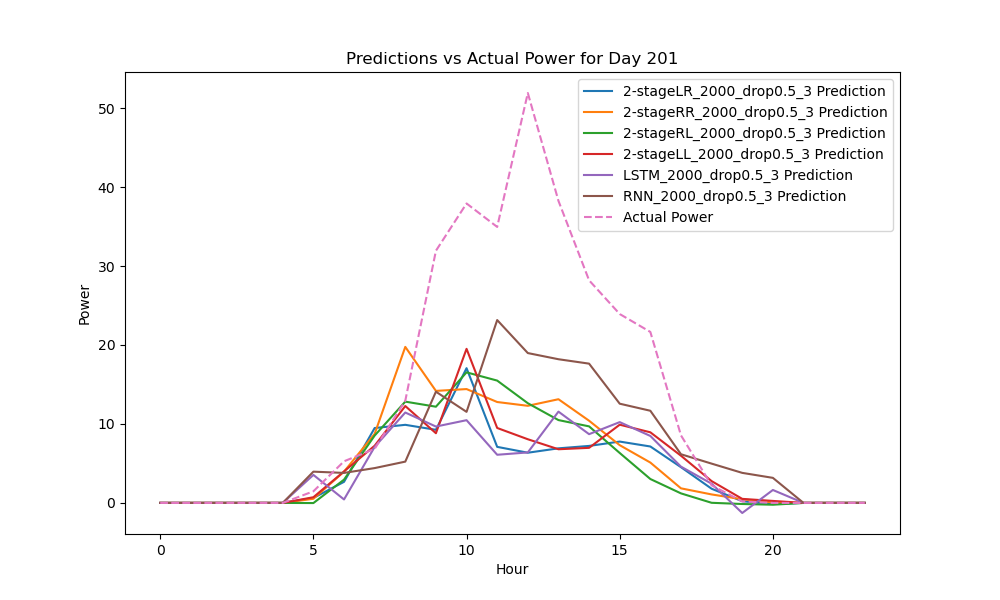 Predictions vs Actual Power for Day 201
2-stageLR_2000_drop0.5_3 Prediction
2-stageRR_2000_drop0.5_3 Prediction
2-stageRL_2000_drop0.5_3 Prediction
2-stageLL_2000_drop0.5_3 Prediction
LSTM_2000_drop0.5_3 Prediction
RNN_2000_drop0.5_3 Prediction
Actual Power
Power
50
40
30
20
10
0
0 5 10 15 20
Hour